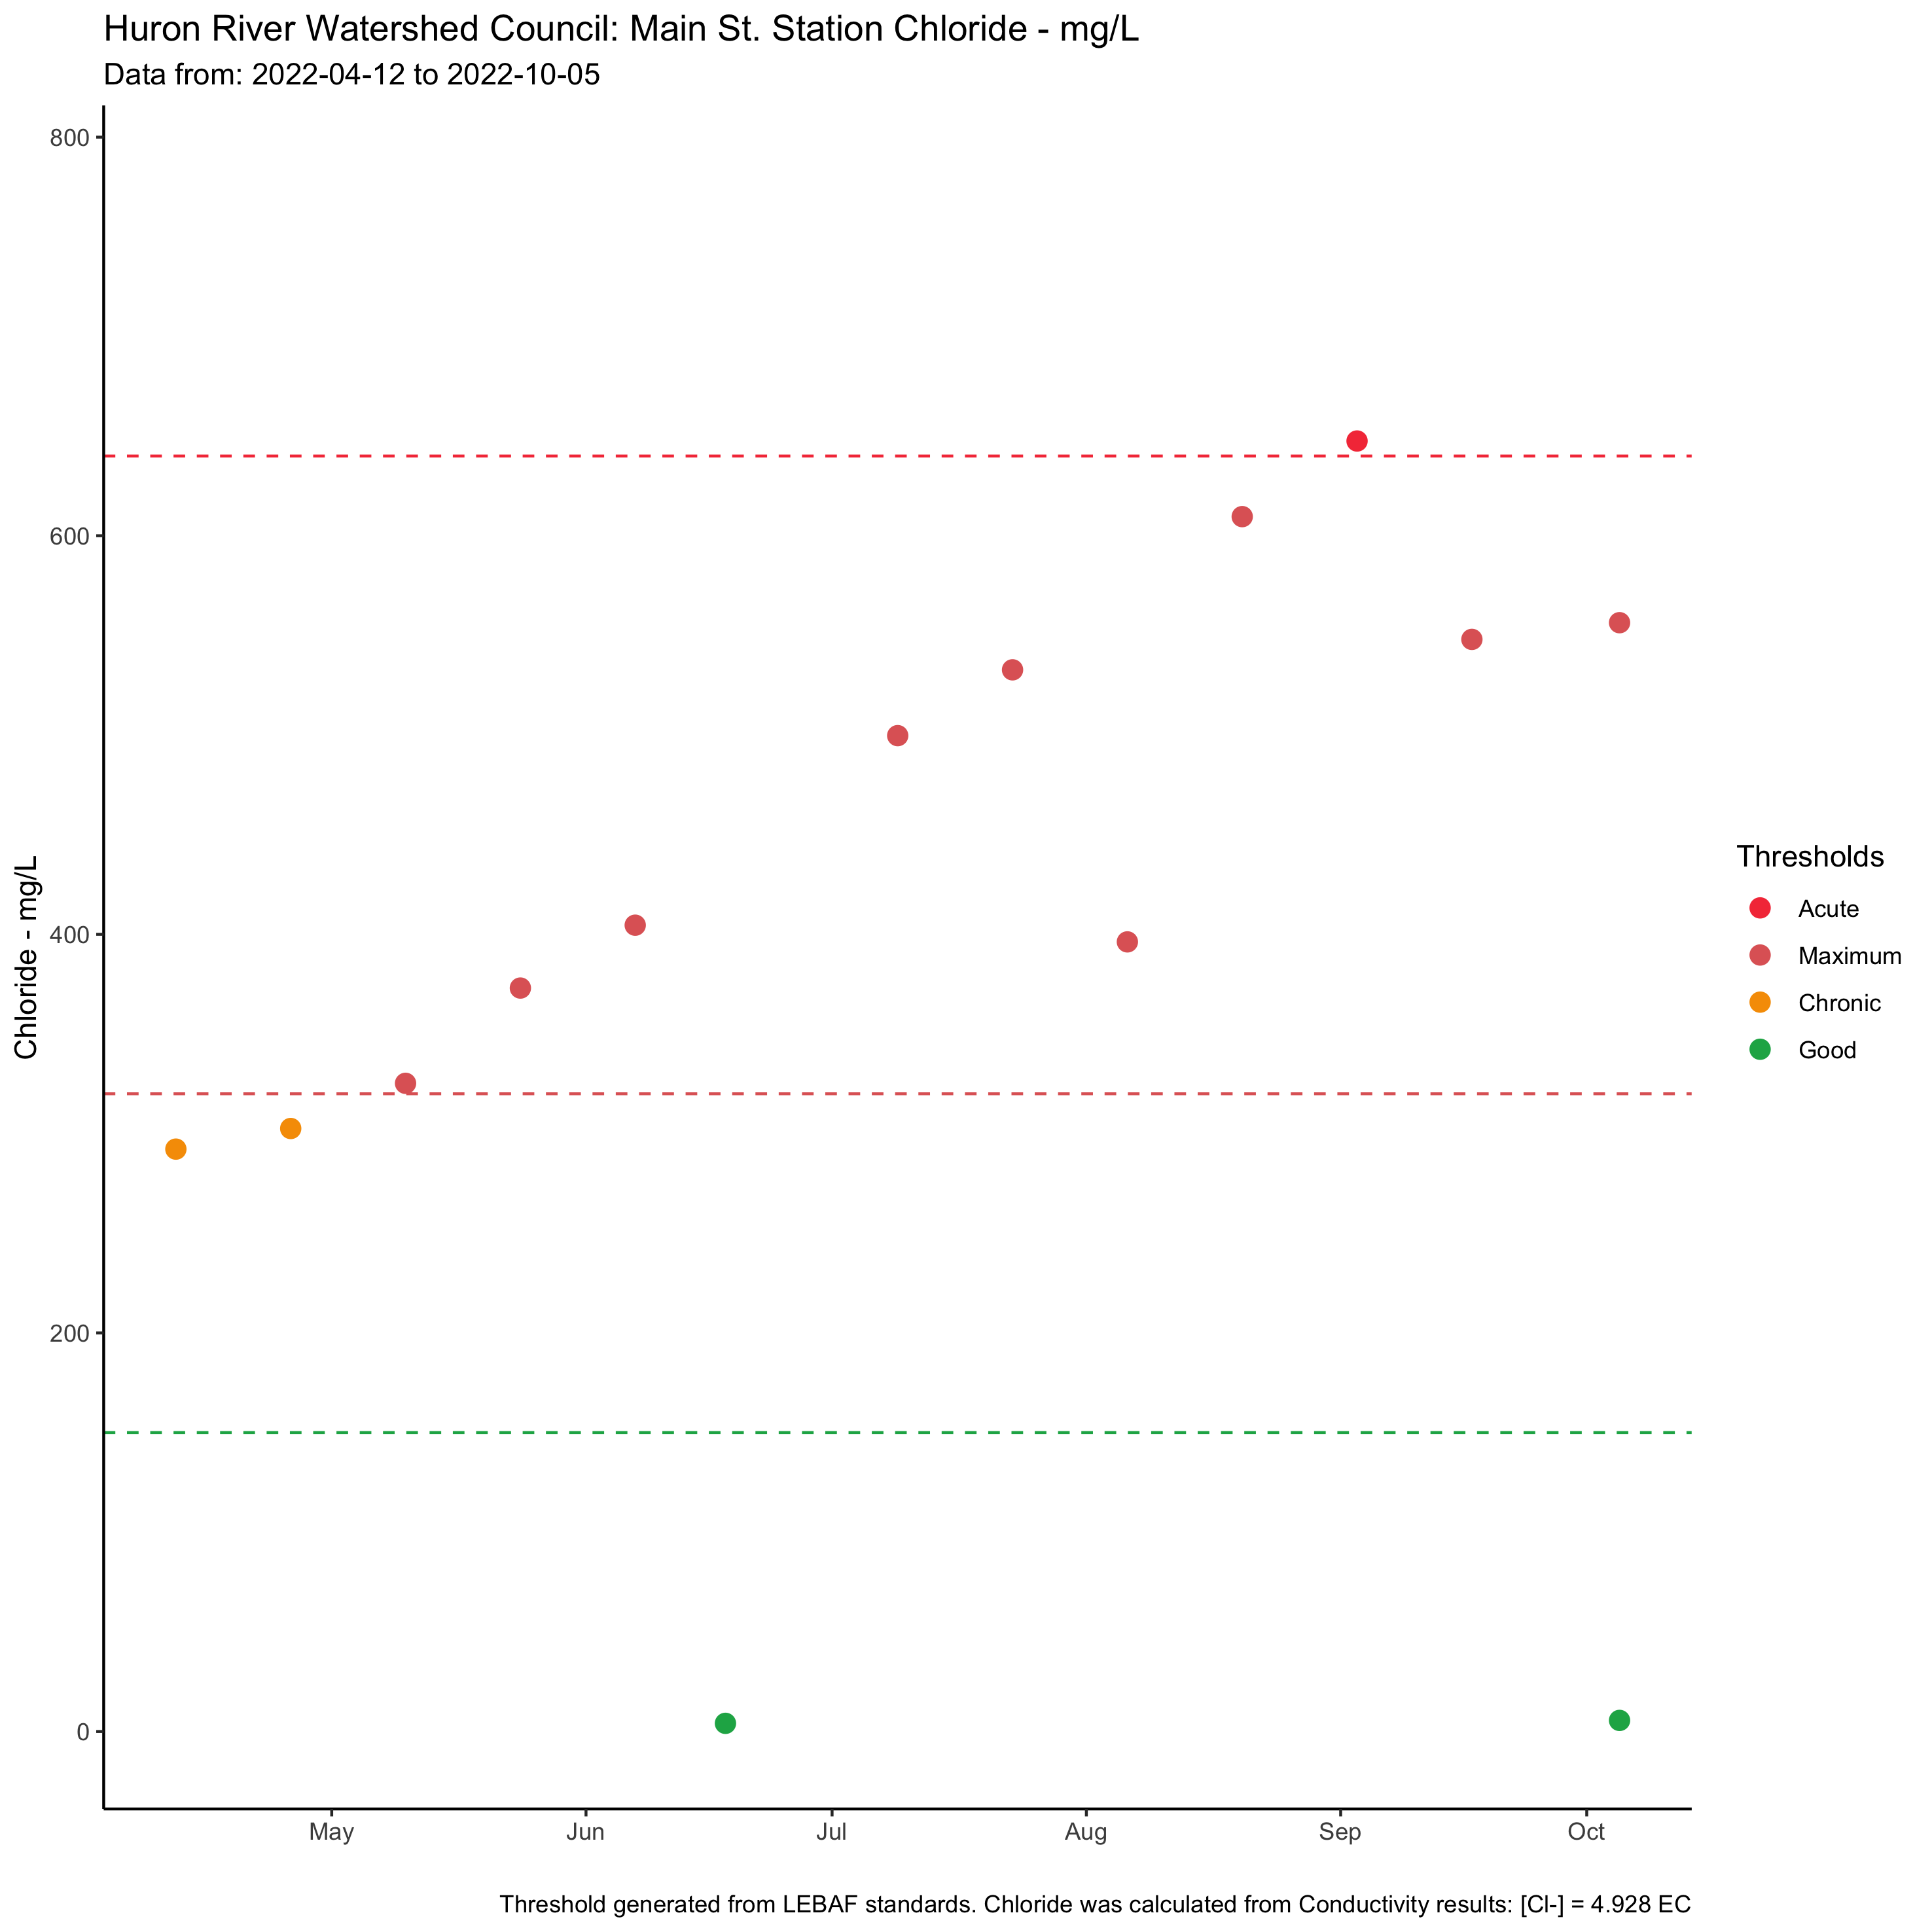 Huron River Watershed Council: Main St. Station Chloride - mg/L
Data from: 2022-04-12 to 2022-10-05
Chloride - mg/L
800
600
400
200
0
May
Jun
Jul
Aug
Sep
Oct
Thresholds
Acute
Maximum
Chronic
Good
Threshold generated from LEBAF standards. Chloride was calculated from Conductivity results: [Cl-] = 4.928 EC